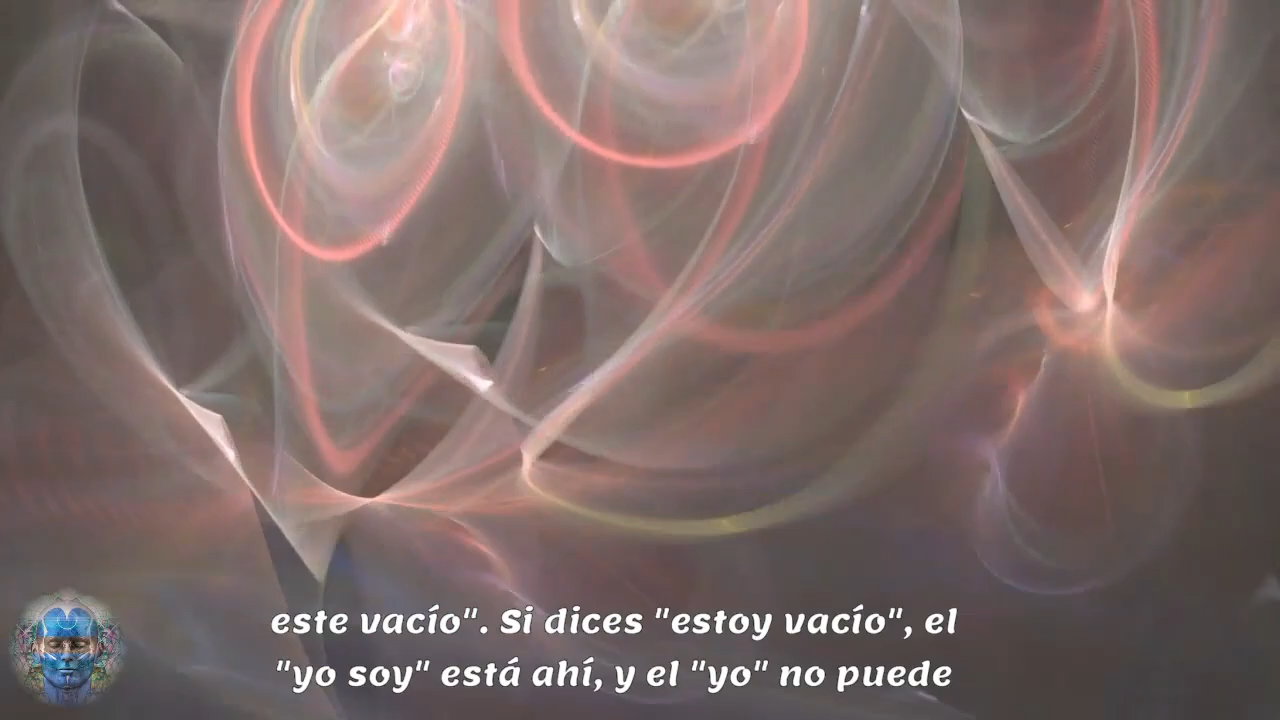 este vacío". Si dices "estoy vacío", el
"yo soy" está ahí, y el "yo" no puede